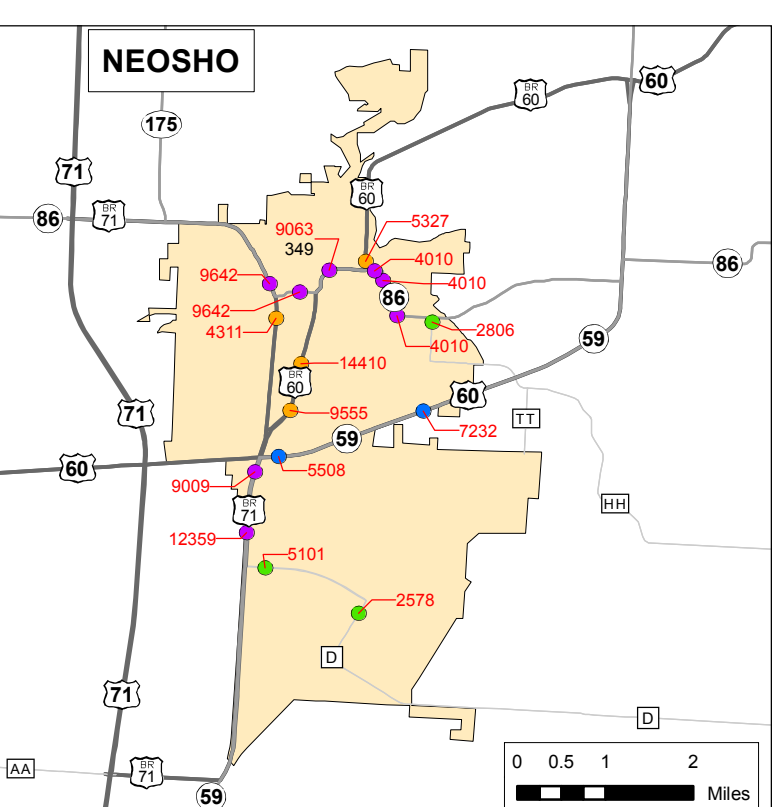 NEOSHO
BR
60
60
175
71
BR
60
86
BR
71
9063
5327
349
4010
86
9642
4010
86
9642
4311
2806
59
4010
14410
BR
60
60
71
9555
TT
7232
59
60
5508
9009
HH
BR
71
12359
5101
2578
D
71
D
AA
BR
71
59
0 0.5 1 2
Miles